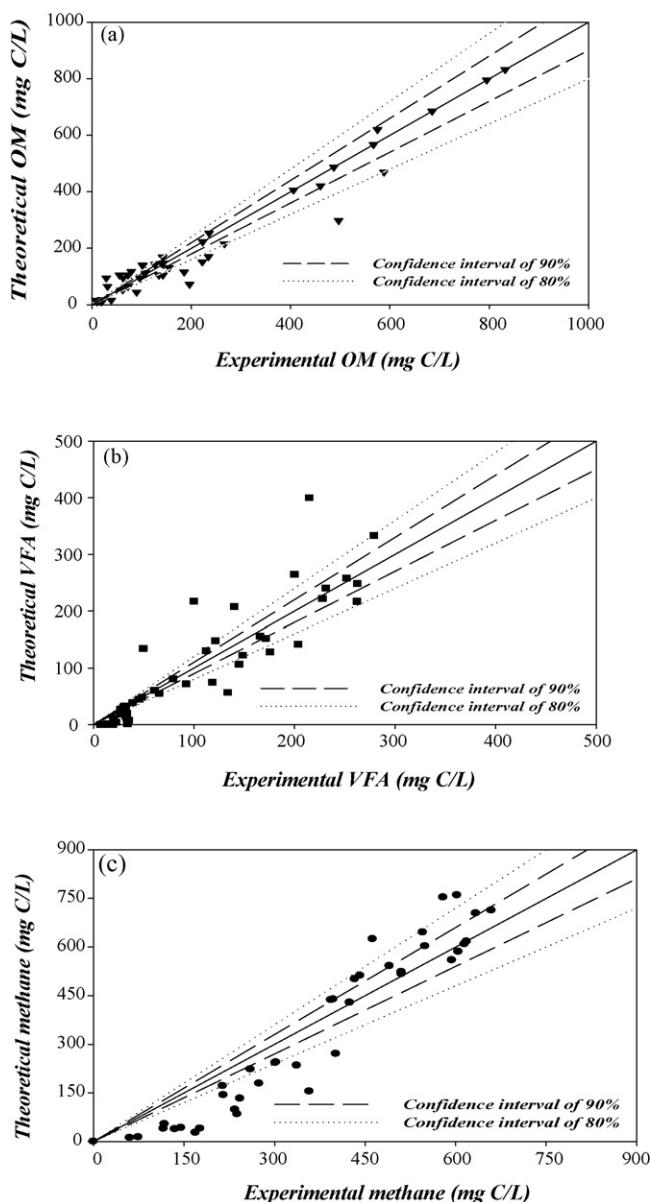 (a)
1000
800
600
400
200
0
Theoretical OM (mg C/L)
Confidence interval of 90%
Confidence interval of 80%
0 200 400 600 800 1000
Experimental OM (mg C/L)
(b)
500
400
300
200
100
0
Theoretical VFA (mg C/L)
Confidence interval of 90%
Confidence interval of 80%
0 100 200 300 400 500
Experimental VFA (mg C/L)
(c)
900
750
600
450
300
150
0
Theoretical methane (mg C/L)
Confidence interval of 90%
Confidence interval of 80%
0 150 300 450 600 750 900
Experimental methane (mg C/L)